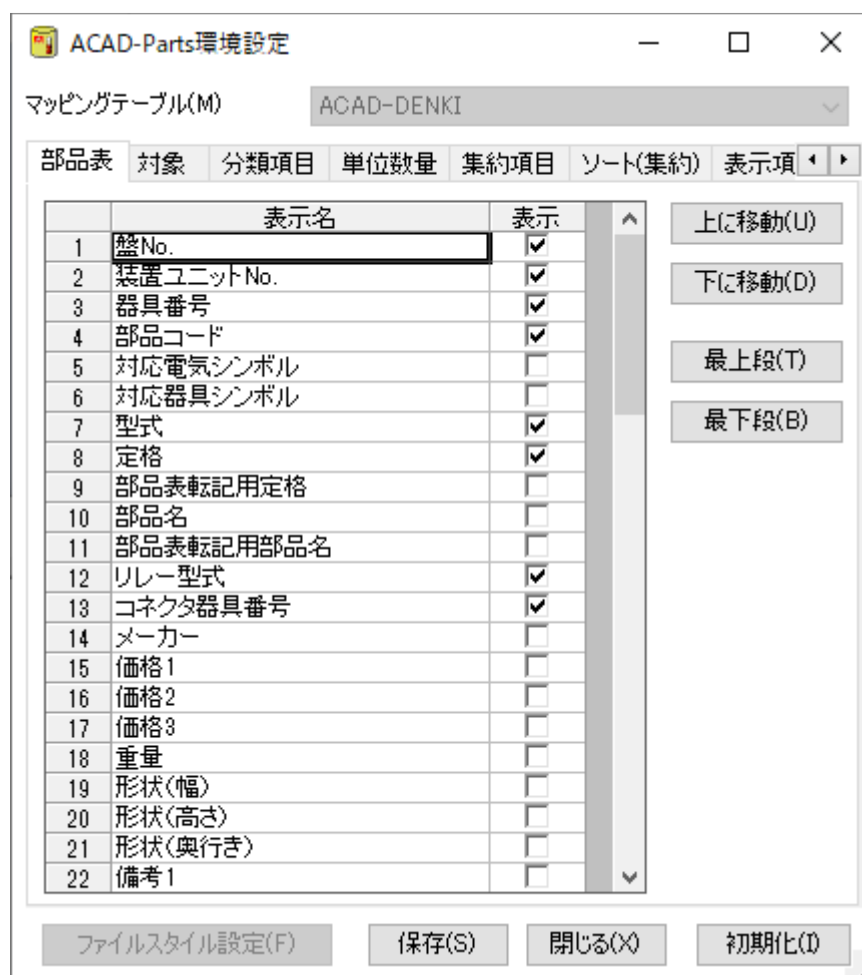 ACAD-Parts環境設定
マッピングテーブル(M) ACAD-DENKI
部品表 対象 分類項目 単位数量 集約項目 ソート(集約) 表示項
表示名 表示
1 盤No.
2 装置ユニットNo.
3 器具番号
4 部品コード
5 対応電気シンボル
6 対応器具シンボル
7 型式
8 定格
9 部品表転記用定格
10 部品名
11 部品表転記用部品名
12 リレー型式
13 コネクタ器具番号
14 メーカー
15 価格1
16 価格2
17 価格3
18 重量
19 形状(幅)
20 形状(高さ)
21 形状(奥行き)
22 備考1
上に移動(U)
下に移動(D)
最上段(T)
最下段(B)
ファイルスタイル設定(F) 保存(S) 閉じる(X) 初期化(I)